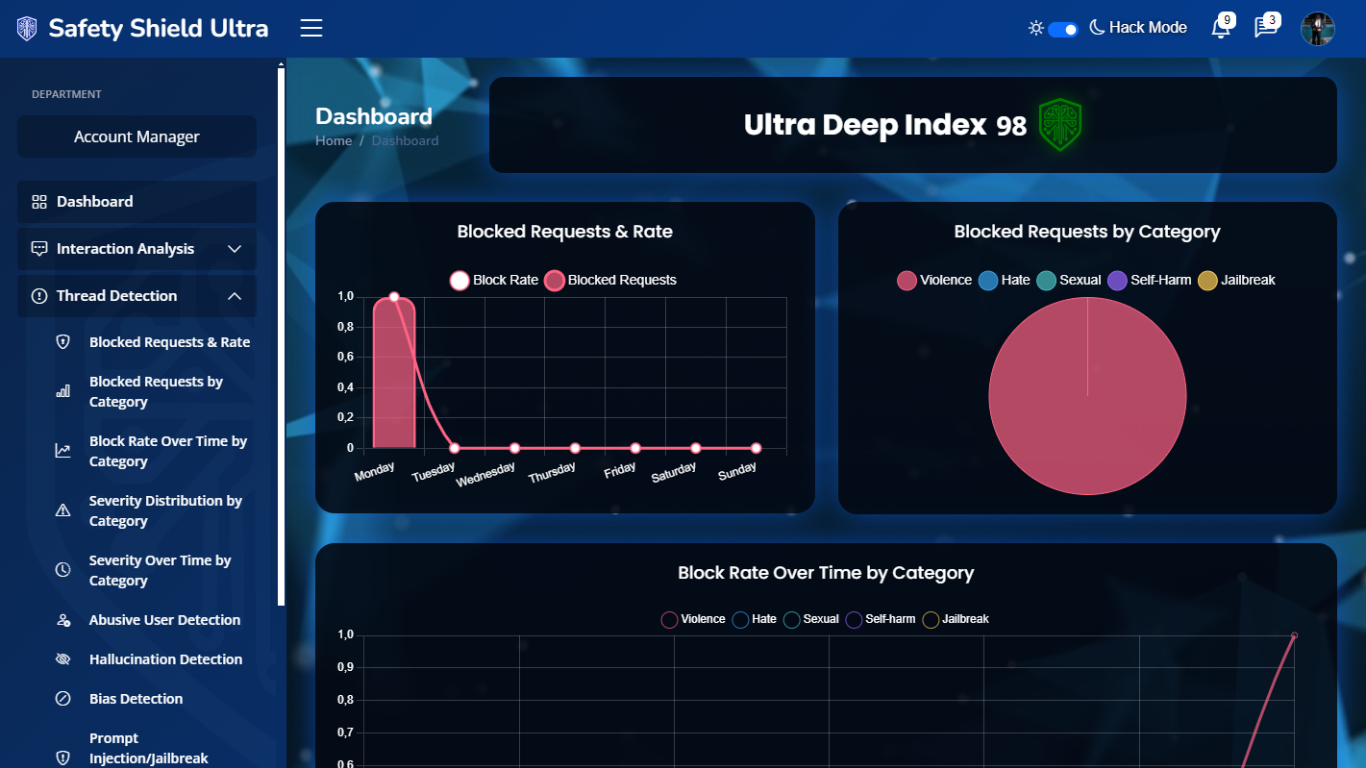 Safety Shield Ultra
Hack Mode
9
3
DEPARTMENT
Account Manager
Dashboard
Interaction Analysis
Thread Detection
Blocked Requests & Rate
Blocked Requests by
Category
Block Rate Over Time by
Category
Severity Distribution by
Category
Severity Over Time by
Category
Abusive User Detection
Hallucination Detection
Bias Detection
Prompt
Injection/Jailbreak
Dashboard
Home / Dashboard
Ultra Deep Index 98
Blocked Requests & Rate
Block Rate Blocked Requests
1,0
0,8
0,6
0,4
0,2
0
Monday Tuesday Wednesday Thursday Friday Saturday Sunday
Blocked Requests by Category
Violence Hate Sexual Self-Harm Jailbreak
Block Rate Over Time by Category
Violence Hate Sexual Self-harm Jailbreak
1,0
0,9
0,8
0,7
0,6